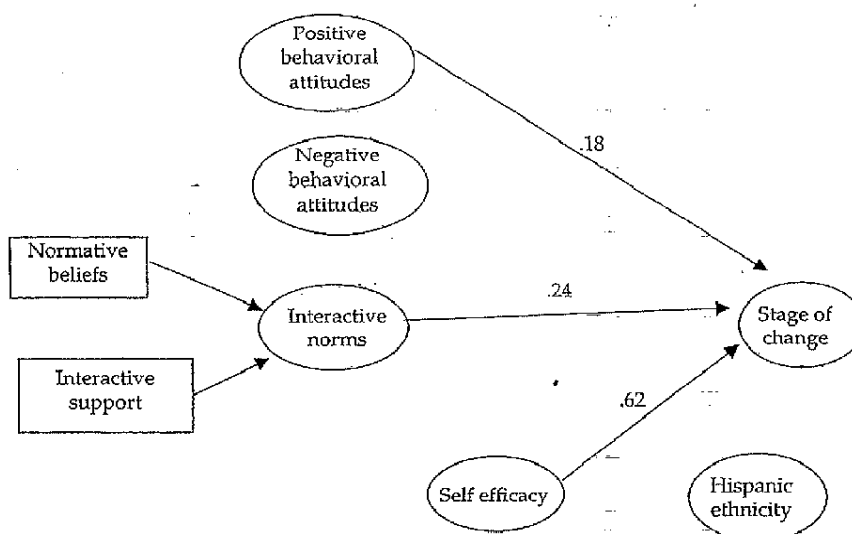 Positive
behavioral
attitudes
.18
Negative
behavioral
attitudes
Normative
beliefs
.24
Interactive
norms
Stage of
change
Interactive
support
.62
Self efficacy
Hispanic
ethnicity